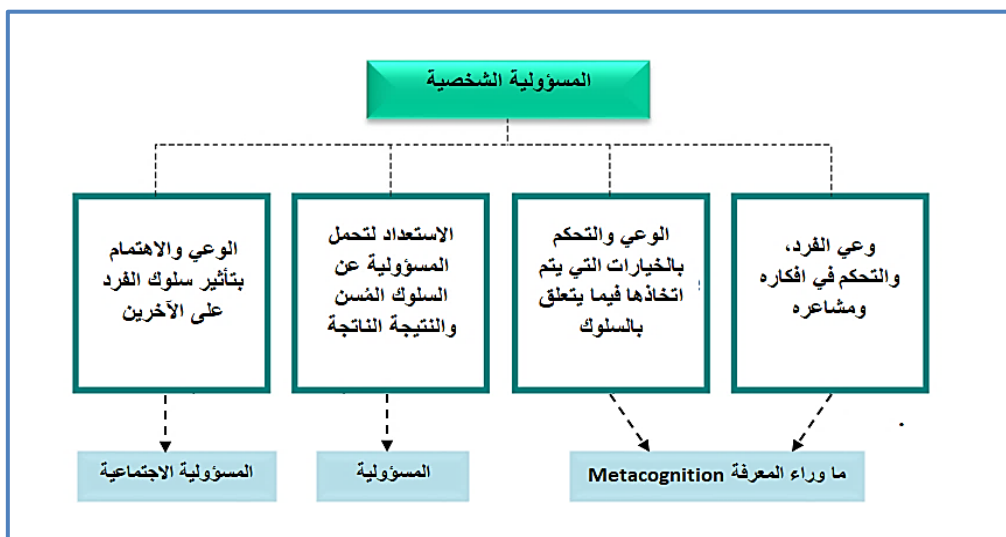 المسؤولية الشخصية
وعي الفرد،
والتحكم في افكاره
ومشاعره
الوعي والتحكم
بالخيارات التي يتم
اتخاذها فيما يتعلق
بالسلوك
الاستعداد لتحمل
المسؤولية عن
السلوك المُسن
والنتيجة الناتجة
الوعي والاهتمام
بتأثير سلوك الفرد
على الآخرين
ما وراء المعرفة Metacognition
المسؤولية
المسؤولية الاجتماعية